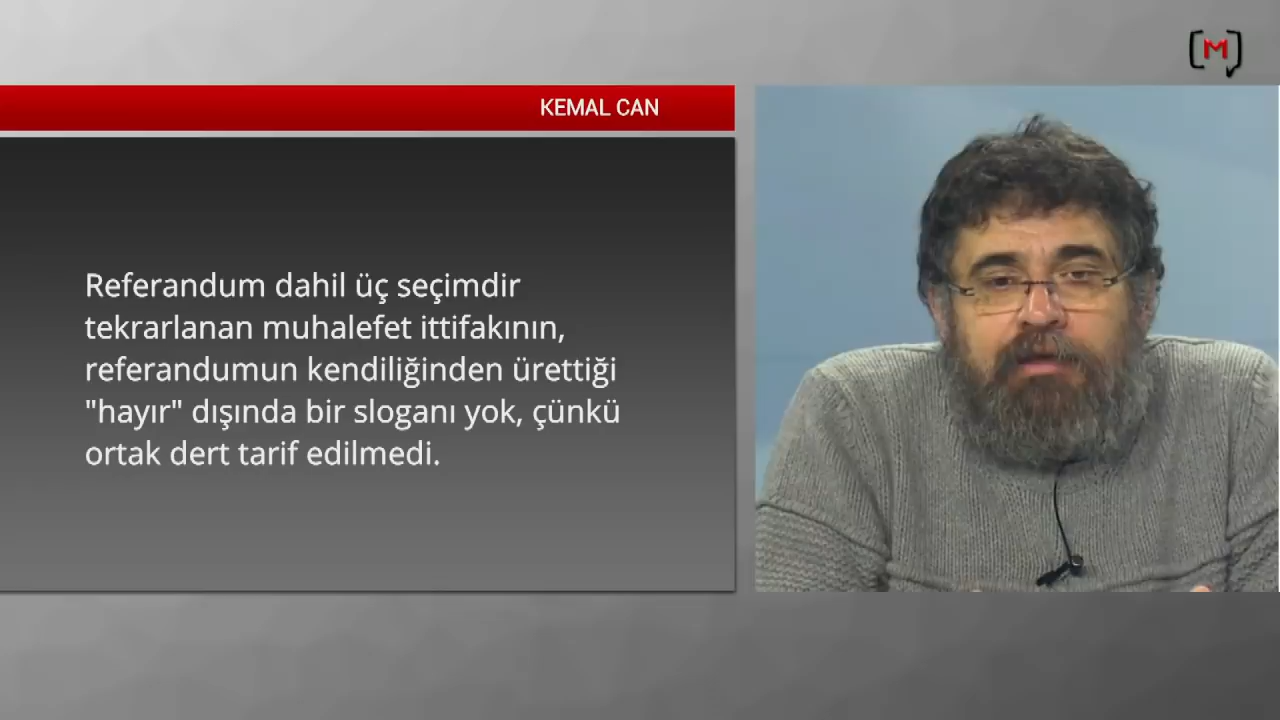 [M]
KEMAL CAN
Referandum dahil üç seçimdir
tekrarlanan muhalefet ittifakının,
referandumun kendiliğinden ürettiği
"hayır" dışında bir sloganı yok, çünkü
ortak dert tarif edilmedi.